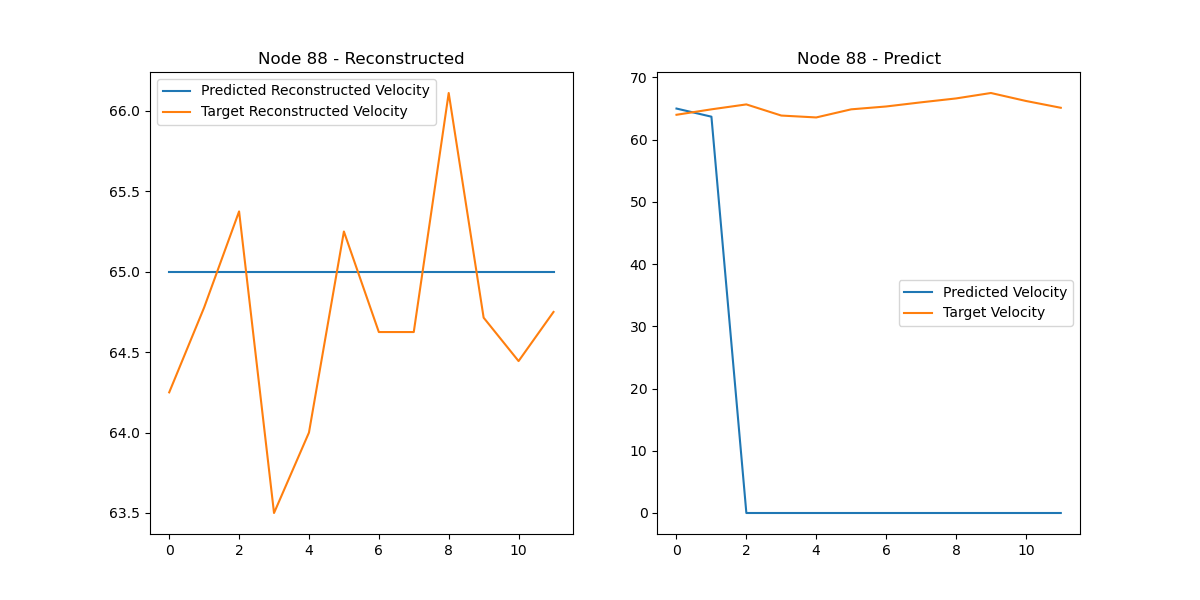 Node 88 - Reconstructed
Predicted Reconstructed Velocity
Target Reconstructed Velocity
66.0
65.5
65.0
64.5
64.0
63.5
0 2 4 6 8 10
Node 88 - Predict
70
60
50
40
30
20
10
0
Predicted Velocity
Target Velocity
0 2 4 6 8 10